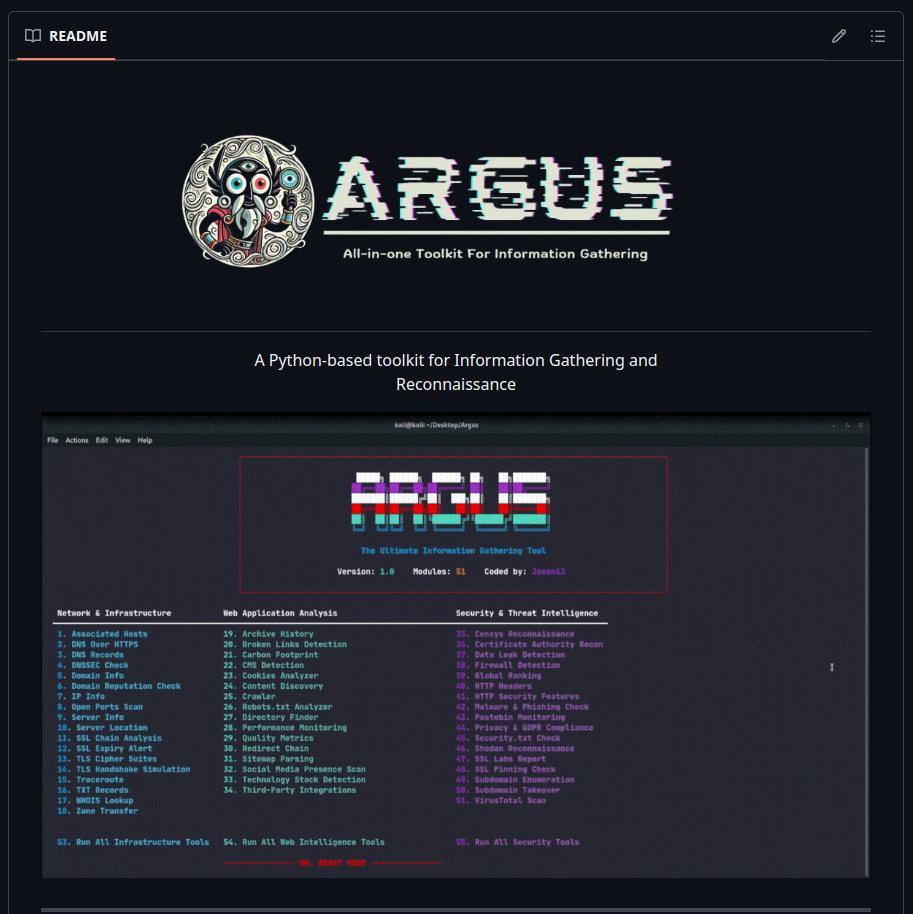 README
ARGUS
All-in-one Toolkit For Information Gathering
A Python-based toolkit for Information Gathering and
Reconnaissance
kali@kali: ~/Desktop/Argus
File Actions Edit View Help
ARGUS
The Ultimate Information Gathering Tool
Version: 1.0 Modules: 51 Coded by: Jason13
Network & Infrastructure Web Application Analysis Security & Threat Intelligence
1. Associated Hosts 19. Archive History 35. Censys Reconnaissance
2. DNS Over HTTPS 20. Broken Links Detection 36. Certificate Authority Recon
3. DNS Records 21. Carbon Footprint 37. Data Leak Detection
4. DNSSEC Check 22. CMS Detection 38. Firewall Detection
5. Domain Info 23. Cookies Analyzer 39. Global Ranking
6. Domain Reputation Check 24. Content Discovery 40. HTTP Headers
7. IP Info 25. Crawler 41. HTTP Security Features
8. Open Ports Scan 26. Robots.txt Analyzer 42. Malware & Phishing Check
9. Server Info 27. Directory Finder 43. Pastebin Monitoring
10. Server Location 28. Performance Monitoring 44. Privacy & GDPR Compliance
11. SSL Chain Analysis 29. Quality Metrics 45. Security.txt Check
12. SSL Expiry Alert 30. Redirect Chain 46. Shodan Reconnaissance
13. TLS Cipher Suites 31. Sitemap Parsing 47. SSL Labs Report
14. TLS Handshake Simulation 32. Social Media Presence Scan 48. SSL Pinning Check
15. Traceroute 33. Technology Stack Detection 49. Subdomain Enumeration
16. TXT Records 34. Third-Party Integrations 50. Subdomain Takeover
17. WHOIS Lookup 51. VirusTotal Scan
18. Zone Transfer
53. Run All Infrastructure Tools 54. Run All Web Intelligence Tools 55. Run All Security Tools
--------------- BEAST MODE ---------------